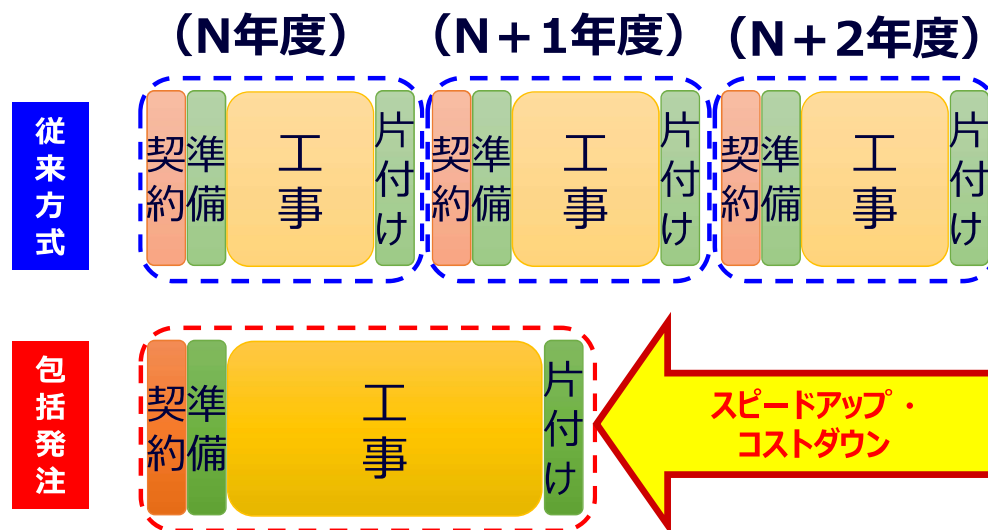 （N年度）
（N＋1年度）
（N＋2年度）
従来方式
契約
準備
工事
片付け
契約
準備
工事
片付け
契約
準備
工事
片付け
包括発注
契約
準備
工事
片付け
スピードアップ・
コストダウン